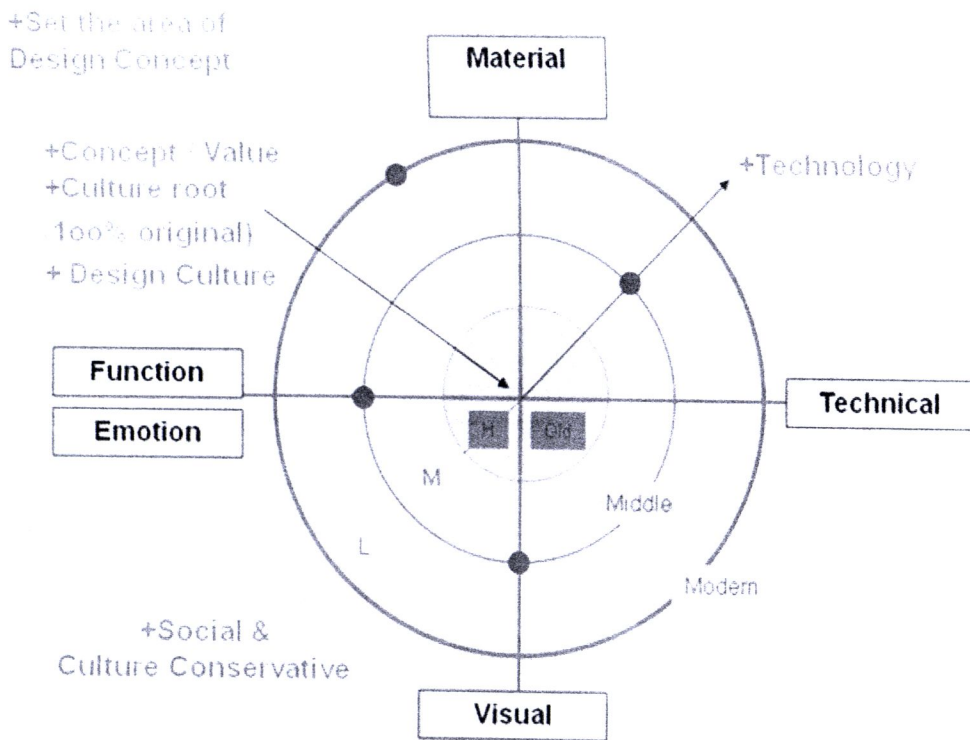 +Set the area of
Design Concept
Material
+Concept - Value
+Culture root
100% original)
+ Design Culture
+Technology
Function
Emotion
Technical
H
Old
M
Middle
L
Modern
+Social &
Culture Conservative
Visual